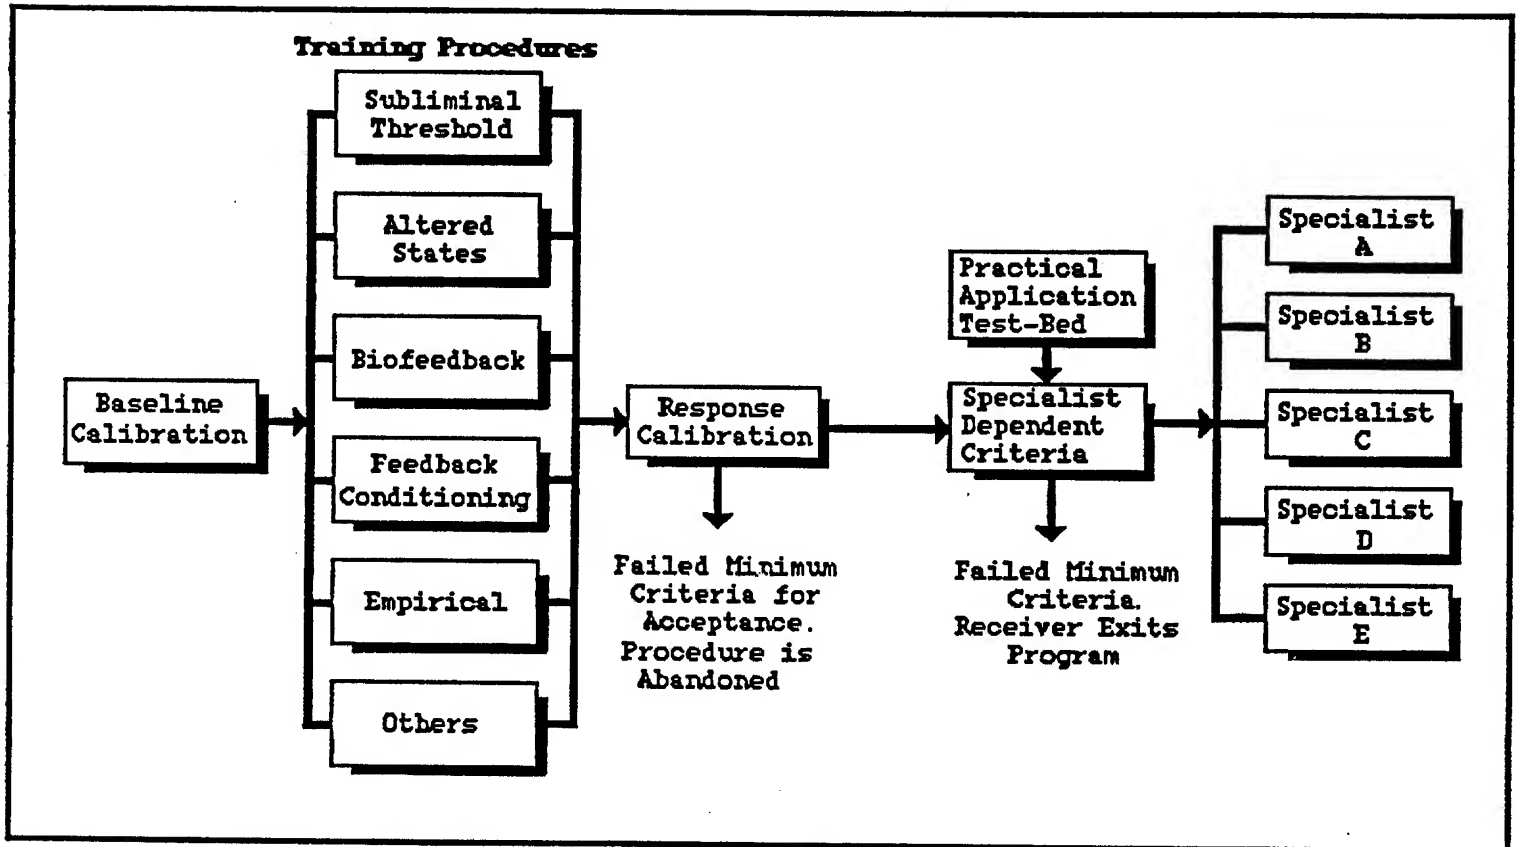 Training Procedures
Subliminal
Threshold
Altered
States
Biofeedback
Feedback
Conditioning
Empirical
Others
Baseline
Calibration
Response
Calibration
Failed Minimum
Criteria for
Acceptance.
Procedure is
Abandoned
Practical
Application
Test-Bed
Specialist
Dependent
Criteria
Failed Minimum
Criteria.
Receiver Exits
Program
Specialist
A
Specialist
B
Specialist
C
Specialist
D
Specialist
E